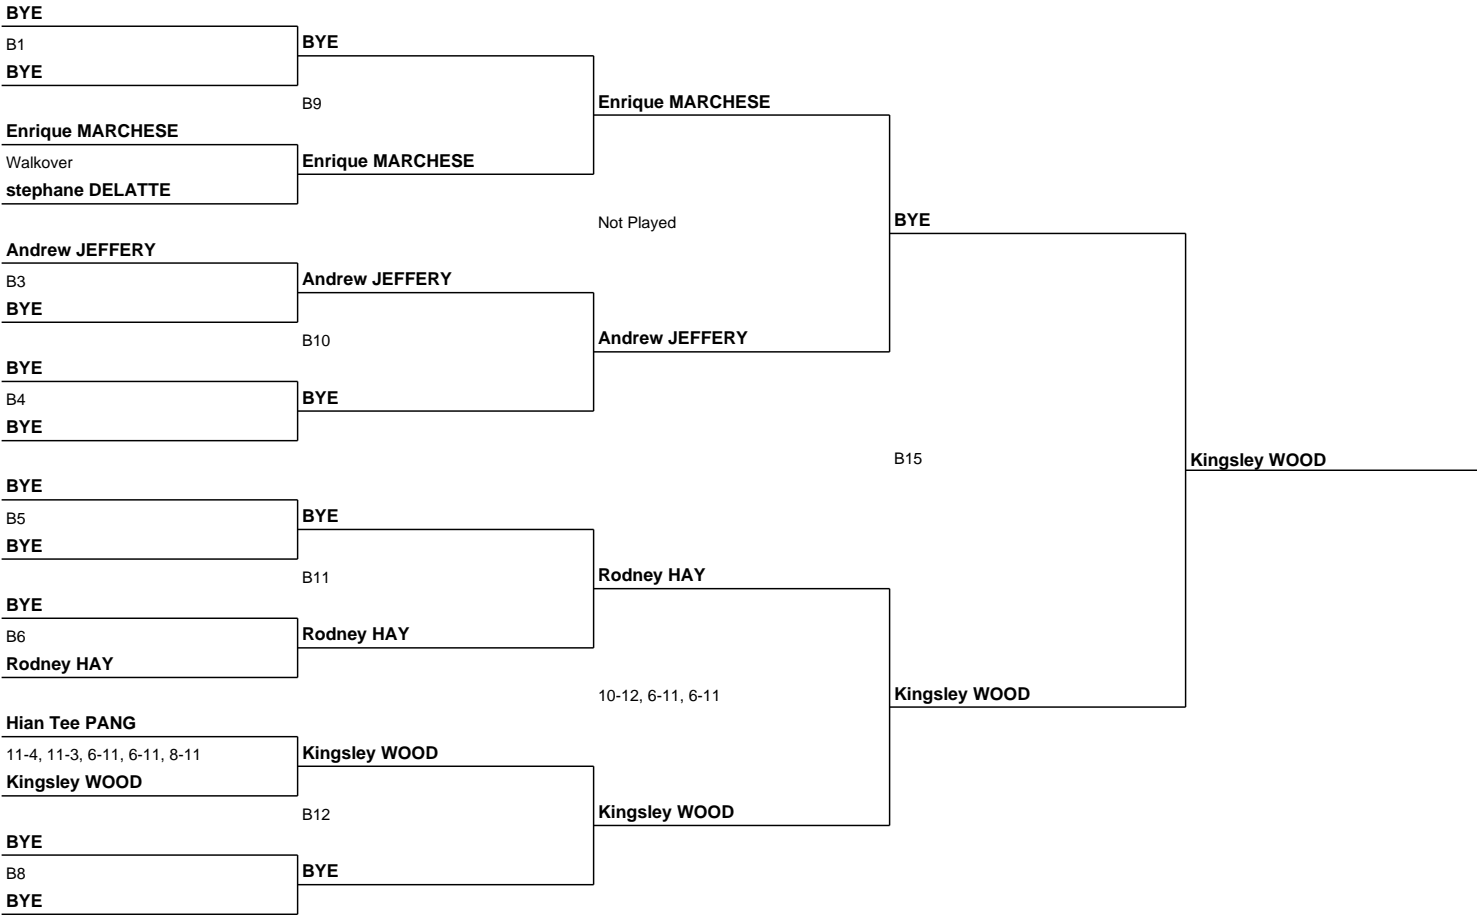 BYE
B1
BYE
BYE
B9
Enrique MARCHESE
Enrique MARCHESE
Walkover
Enrique MARCHESE
stephane DELATTE
Not Played
BYE
Andrew JEFFERY
B3
Andrew JEFFERY
BYE
B10
Andrew JEFFERY
BYE
B4
BYE
BYE
B15
Kingsley WOOD
BYE
B5
BYE
BYE
B11
Rodney HAY
BYE
B6
Rodney HAY
Rodney HAY
10-12, 6-11, 6-11
Kingsley WOOD
Hian Tee PANG
11-4, 11-3, 6-11, 6-11, 8-11
Kingsley WOOD
Kingsley WOOD
B12
Kingsley WOOD
BYE
B8
BYE
BYE